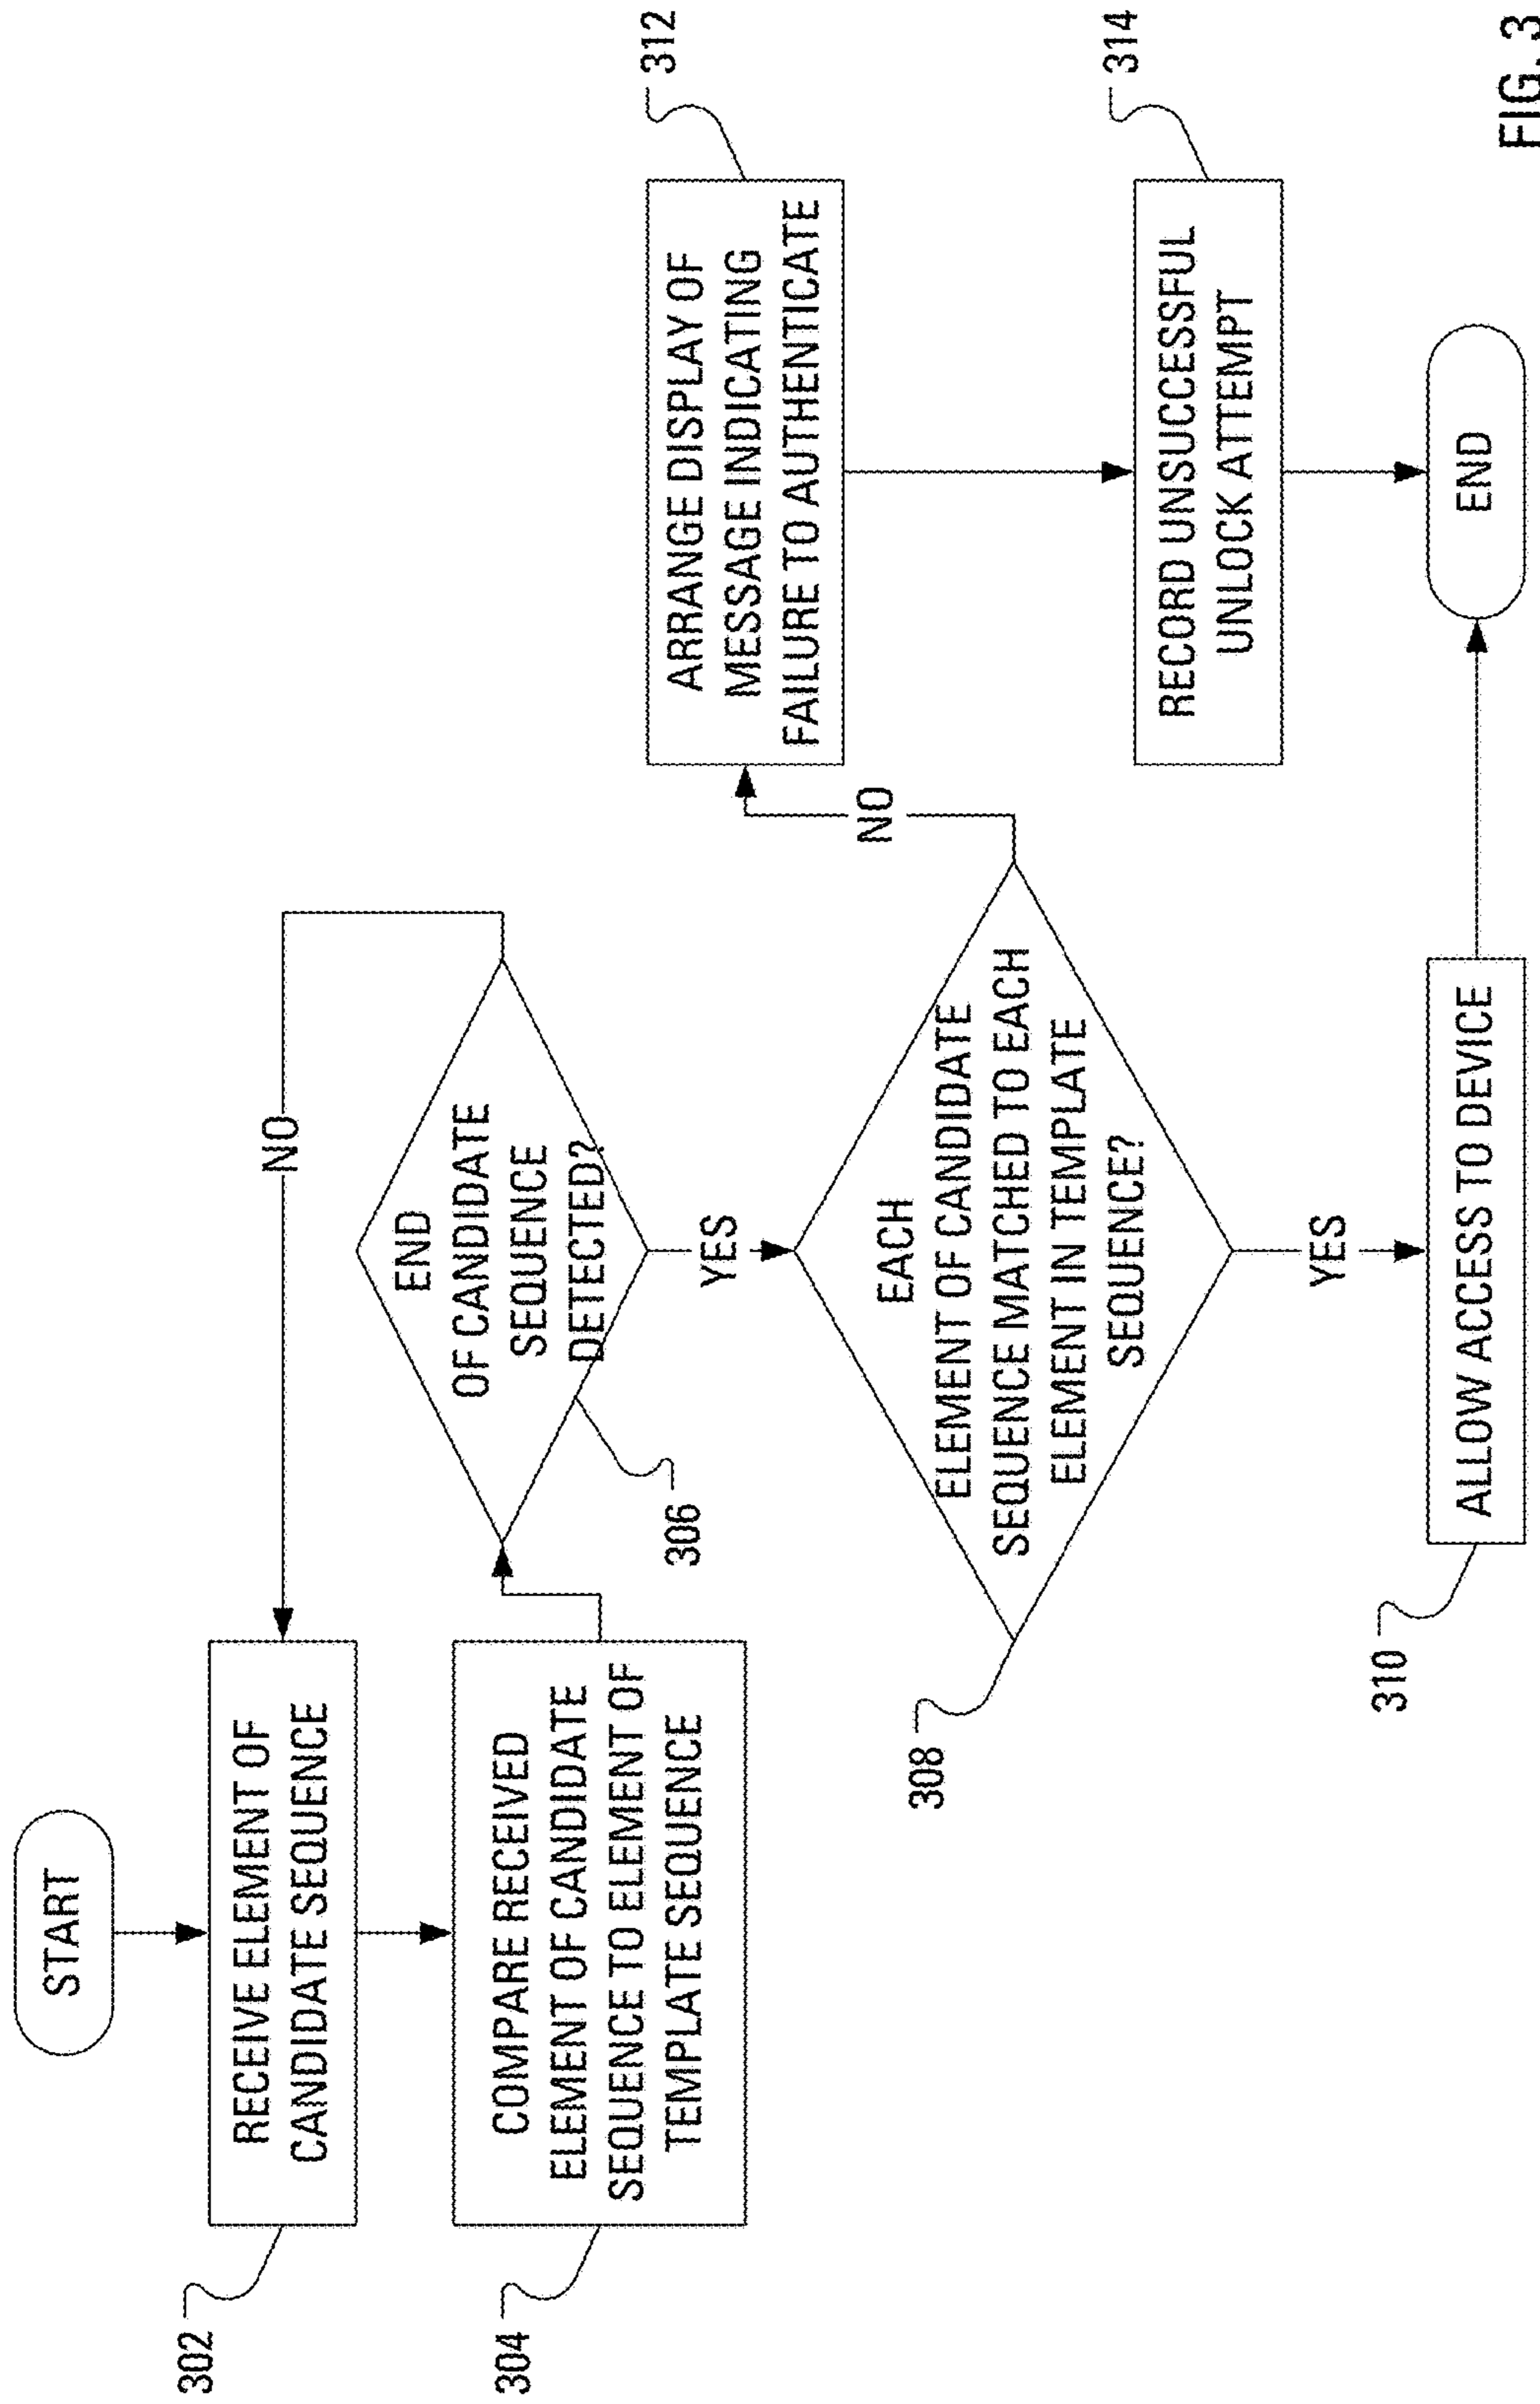 START
302
RECEIVE ELEMENT OF
CANDIDATE SEQUENCE
304
COMPARE RECEIVED
ELEMENT OF CANDIDATE
SEQUENCE TO ELEMENT OF
TEMPLATE SEQUENCE
NO
END
OF CANDIDATE
SEQUENCE
DETECTED?
306
YES
EACH
ELEMENT OF CANDIDATE
SEQUENCE MATCHED TO EACH
ELEMENT IN TEMPLATE
SEQUENCE?
308
YES
310
ALLOW ACCESS TO DEVICE
NO
312
ARRANGE DISPLAY OF
MESSAGE INDICATING
FAILURE TO AUTHENTICATE
314
RECORD UNSUCCESSFUL
UNLOCK ATTEMPT
END
FIG. 3